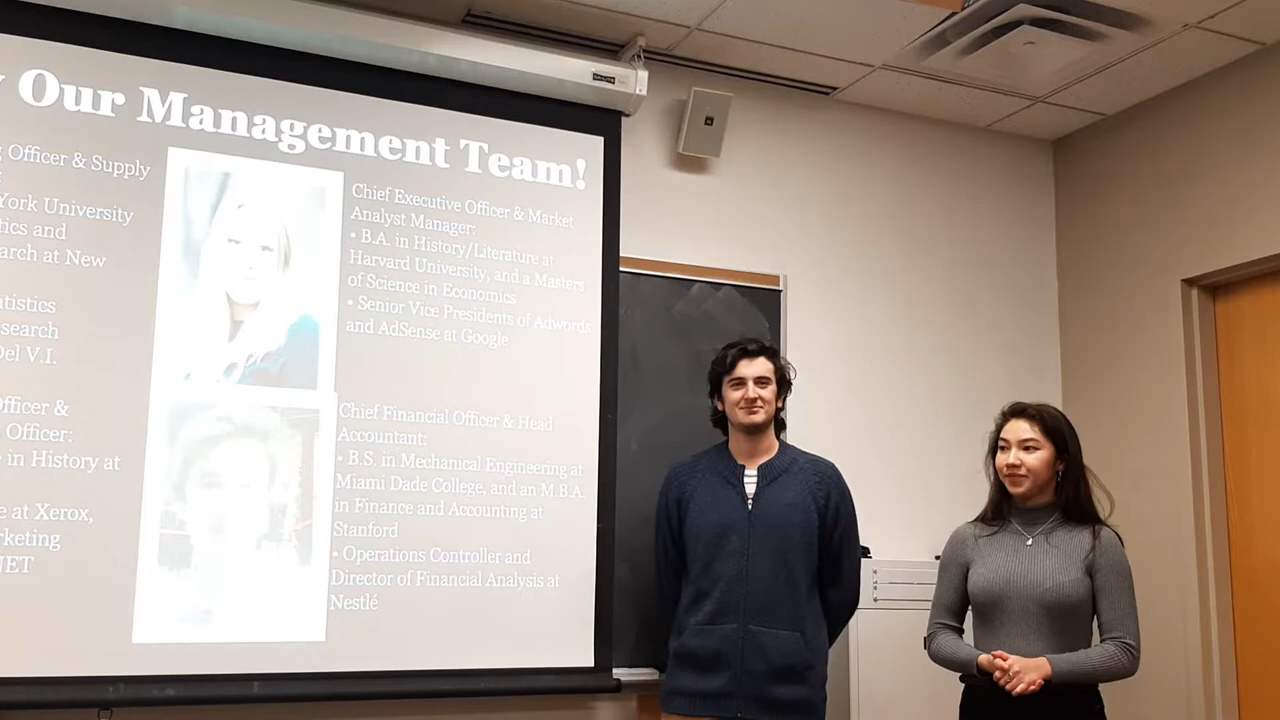 Our Management Team!
Officer & Supply
York University
tics and
arch at New
atistics
search
Del V.I.
Officer &
Officer:
in History at
e at Xerox,
rketing
NET
Chief Executive Officer & Market
Analyst Manager:
• B.A. in History/Literature at
Harvard University, and a Masters
of Science in Economics
• Senior Vice Presidents of Adwords
and AdSense at Google
Chief Financial Officer & Head
Accountant:
• B.S. in Mechanical Engineering at
Miami Dade College, and an M.B.A.
in Finance and Accounting at
Stanford
• Operations Controller and
Director of Financial Analysis at
Nestlé
DA-LITE